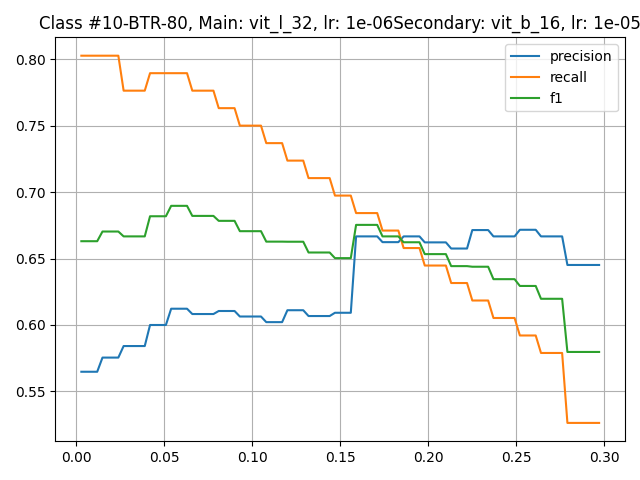 Class #10-BTR-80, Main: vit_l_32, lr: 1e-06Secondary: vit_b_16, lr: 1e-05
precision
recall
f1
0.80
0.75
0.70
0.65
0.60
0.55
0.00 0.05 0.10 0.15 0.20 0.25 0.30